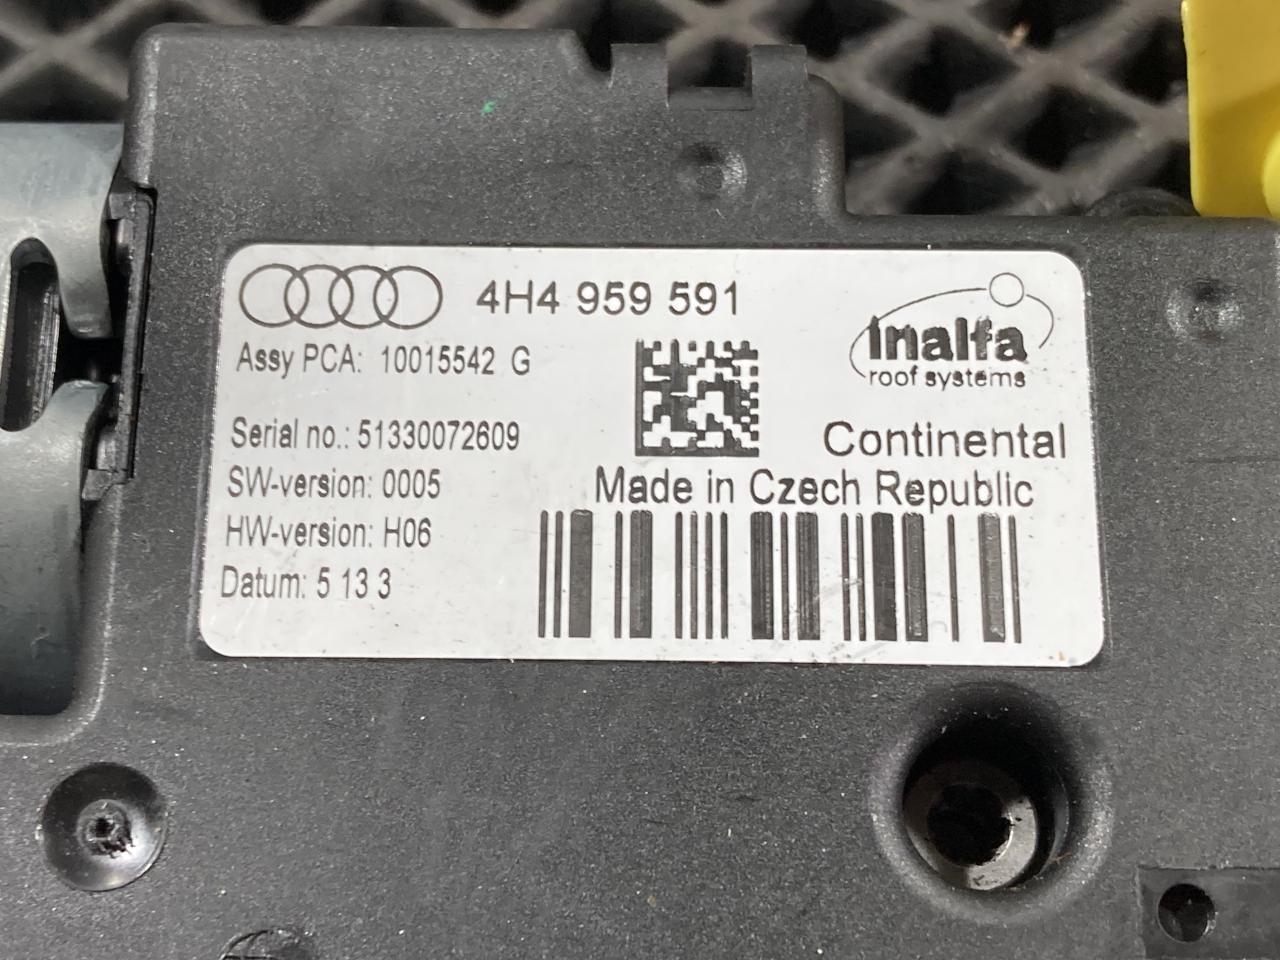 4H4 959 591
Assy PCA: 10015542 G
inalfa
roof systems
Serial no.: 51330072609
Continental
SW-version: 0005
Made in Czech Republic
HW-version: H06
Datum: 5 13 3